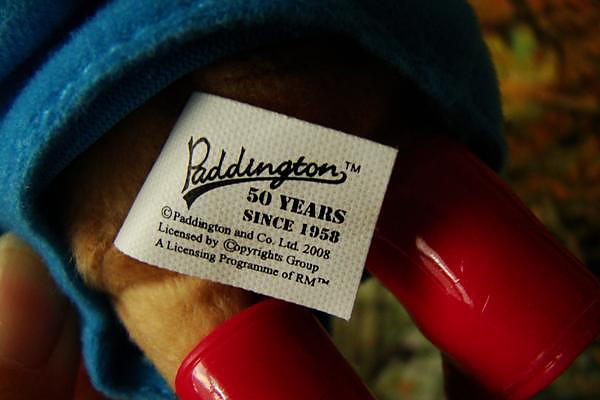 Paddington™
50 YEARS
SINCE 1958
©Paddington and Co. Ltd. 2008
Licensed by ©opyrights Group
A Licensing Programme of RM™